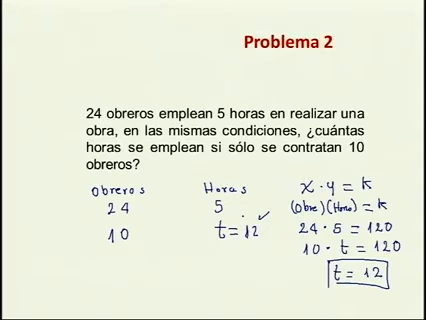 Problema 2
24 obreros emplean 5 horas en realizar una
obra, en las mismas condiciones, ¿cuántas
horas se emplean si sólo se contratan 10
obreros?
Obreros Horas x · y = k
24 5 (Obre)(Hora) = k
10 t = 12 ✓ 24 · 5 = 120
10 · t = 120
t = 12